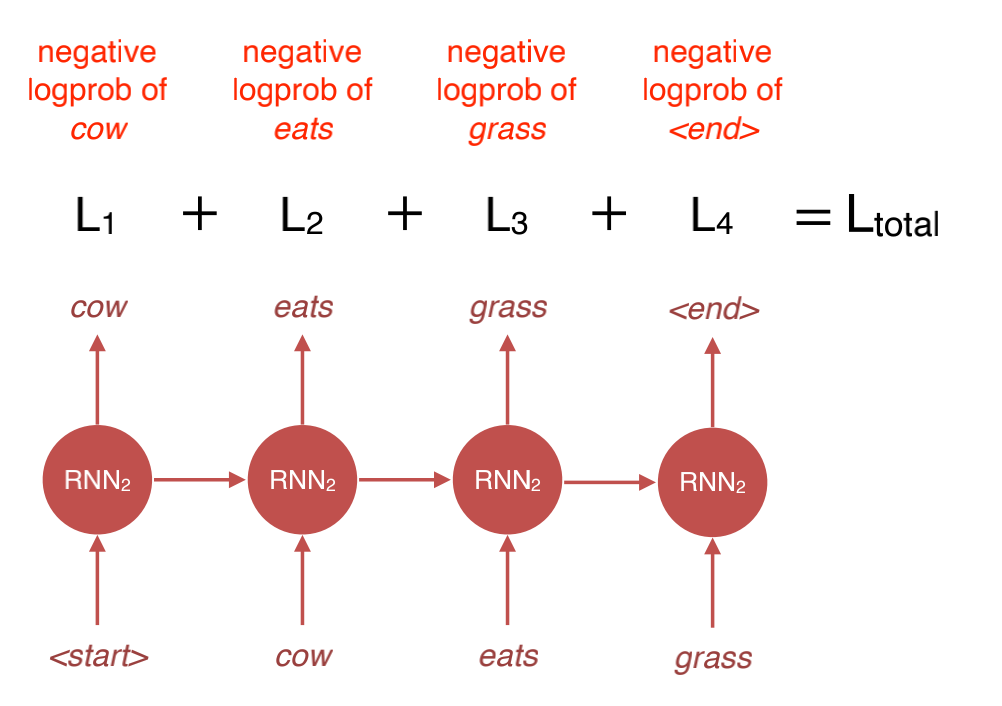 negative negative negative negative
logprob of logprob of logprob of logprob of
cow eats grass <end>
L1 + L2 + L3 + L4 = Ltotal
cow eats grass <end>
RNN2 RNN2 RNN2 RNN2
<start> cow eats grass